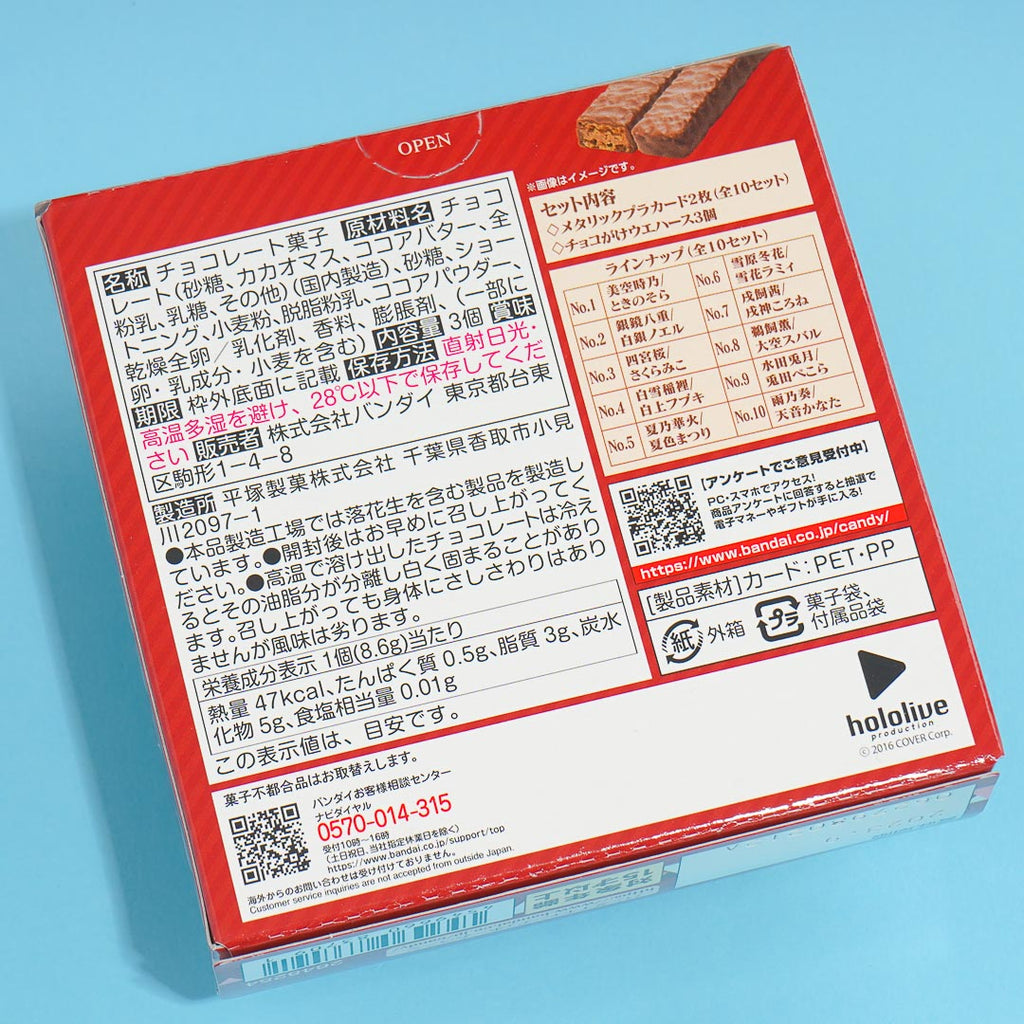 OPEN
※画像はイメージです。
名称 チョコレート菓子 原材料名 チョコ
レート(砂糖、カカオマス、ココアバター、全
粉乳、乳糖、その他)(国内製造)、砂糖、ショー
トニング、小麦粉、脱脂粉乳、ココアパウダー、
乾燥全卵/乳化剤、香料、膨脹剤、(一部に
卵・乳成分・小麦を含む) 内容量 3個 賞味
期限 枠外底面に記載 保存方法 直射日光・
高温多湿を避け、28℃以下で保存してくだ
さい 販売者 株式会社バンダイ 東京都台東
区駒形1-4-8
製造所 平塚製菓株式会社 千葉県香取市小見
川2097-1
●本品製造工場では落花生を含む製品を製造し
ています。●開封後はお早めに召し上がってく
ださい。●高温で溶け出したチョコレートは冷え
るとその油脂分が分離し白く固まることがあり
ます。召し上がっても身体にさしさわりはあり
ませんが風味は劣ります。
栄養成分表示 1個(8.6g)当たり
熱量 47kcal、たんぱく質 0.5g、脂質 3g、炭水
化物 5g、食塩相当量 0.01g
この表示値は、目安です。
セット内容
◇メタリックプラカード2枚(全10セット)
◇チョコがけウエハース3個
ラインナップ(全10セット)
No.1 美空時乃/ときのそら
No.2 銀鏡八重/白銀ノエル
No.3 四宮桜/さくらみこ
No.4 白雪稲裡/白上フブキ
No.5 夏乃華火/夏色まつり
No.6 雪原冬花/雪花ラミィ
No.7 戌飼茜/戌神ころね
No.8 鵜飼薫/大空スバル
No.9 水田兎月/兎田ぺこら
No.10 雨乃奏/天音かなた
[アンケートでご意見受付中]
PC・スマホでアクセス!
商品アンケートに回答すると抽選で
電子マネーやギフトが手に入る!
https://www.bandai.co.jp/candy/
[製品素材]カード:PET・PP
紙 外箱 プラ 菓子袋、
付属品袋
hololive
production
© 2016 COVER Corp.
菓子不都合品はお取替えします。
バンダイお客様相談センター
ナビダイヤル
0570-014-315
受付10時~16時
(土日祝日、当社指定休業日を除く)
https://www.bandai.co.jp/support/top
海外からのお問い合わせは受け付けておりません。
Customer service inquiries are not accepted from outside Japan.